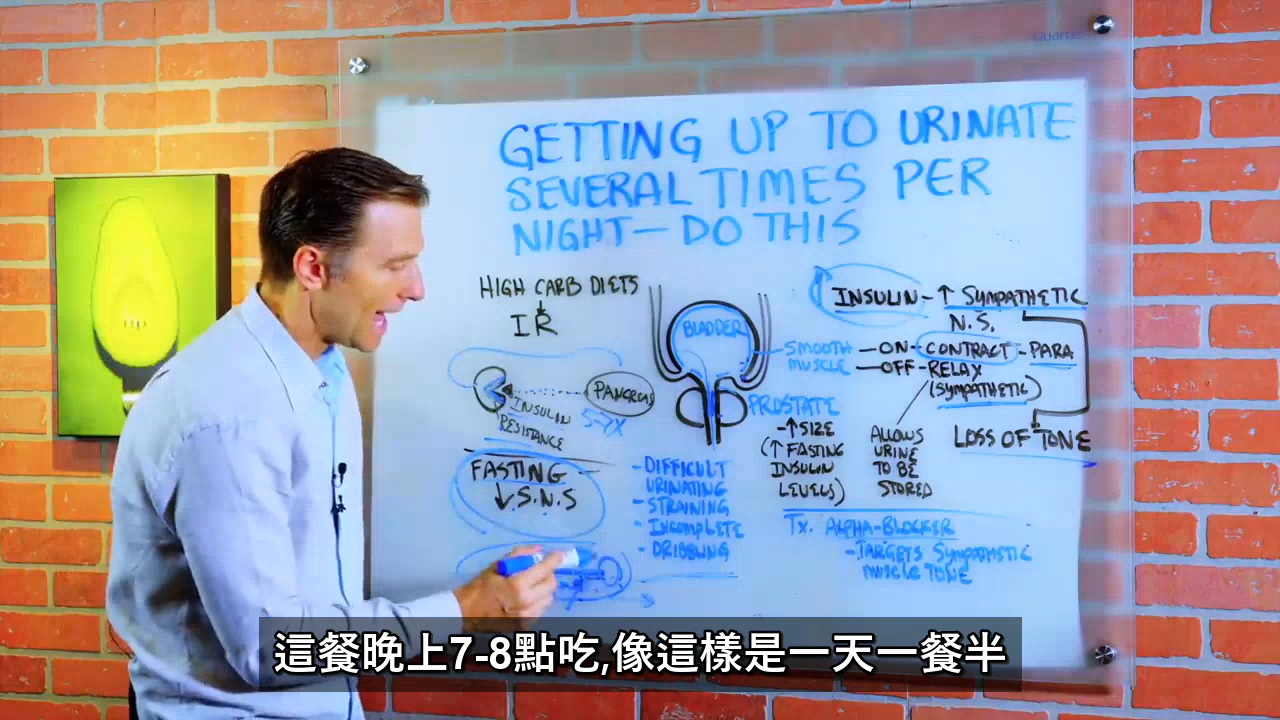 Quartet
GETTING UP TO URINATE
SEVERAL TIMES PER
NIGHT—DO THIS
HIGH CARB DIETS
↓
IR
PANCREAS
INSULIN
RESISTANCE
5-7X
FASTING
↓S.N.S
BLADDER
SMOOTH
MUSCLE
—ON—CONTRACT—PARA
—OFF—RELAX
(SYMPATHETIC)
INSULIN—↑SYMPATHETIC
N.S.
LOSS OF TONE
PROSTATE
-↑SIZE
(↑FASTING
INSULIN
LEVELS)
ALLOWS
URINE
TO BE
STORED
-DIFFICULT
URINATING
-STRAINING
-INCOMPLETE
-DRIBBLING
Tx. ALPHA-BLOCKER
-TARGETS SYMPATHETIC
MUSCLE TONE
這餐晚上7-8點吃,像這樣是一天一餐半